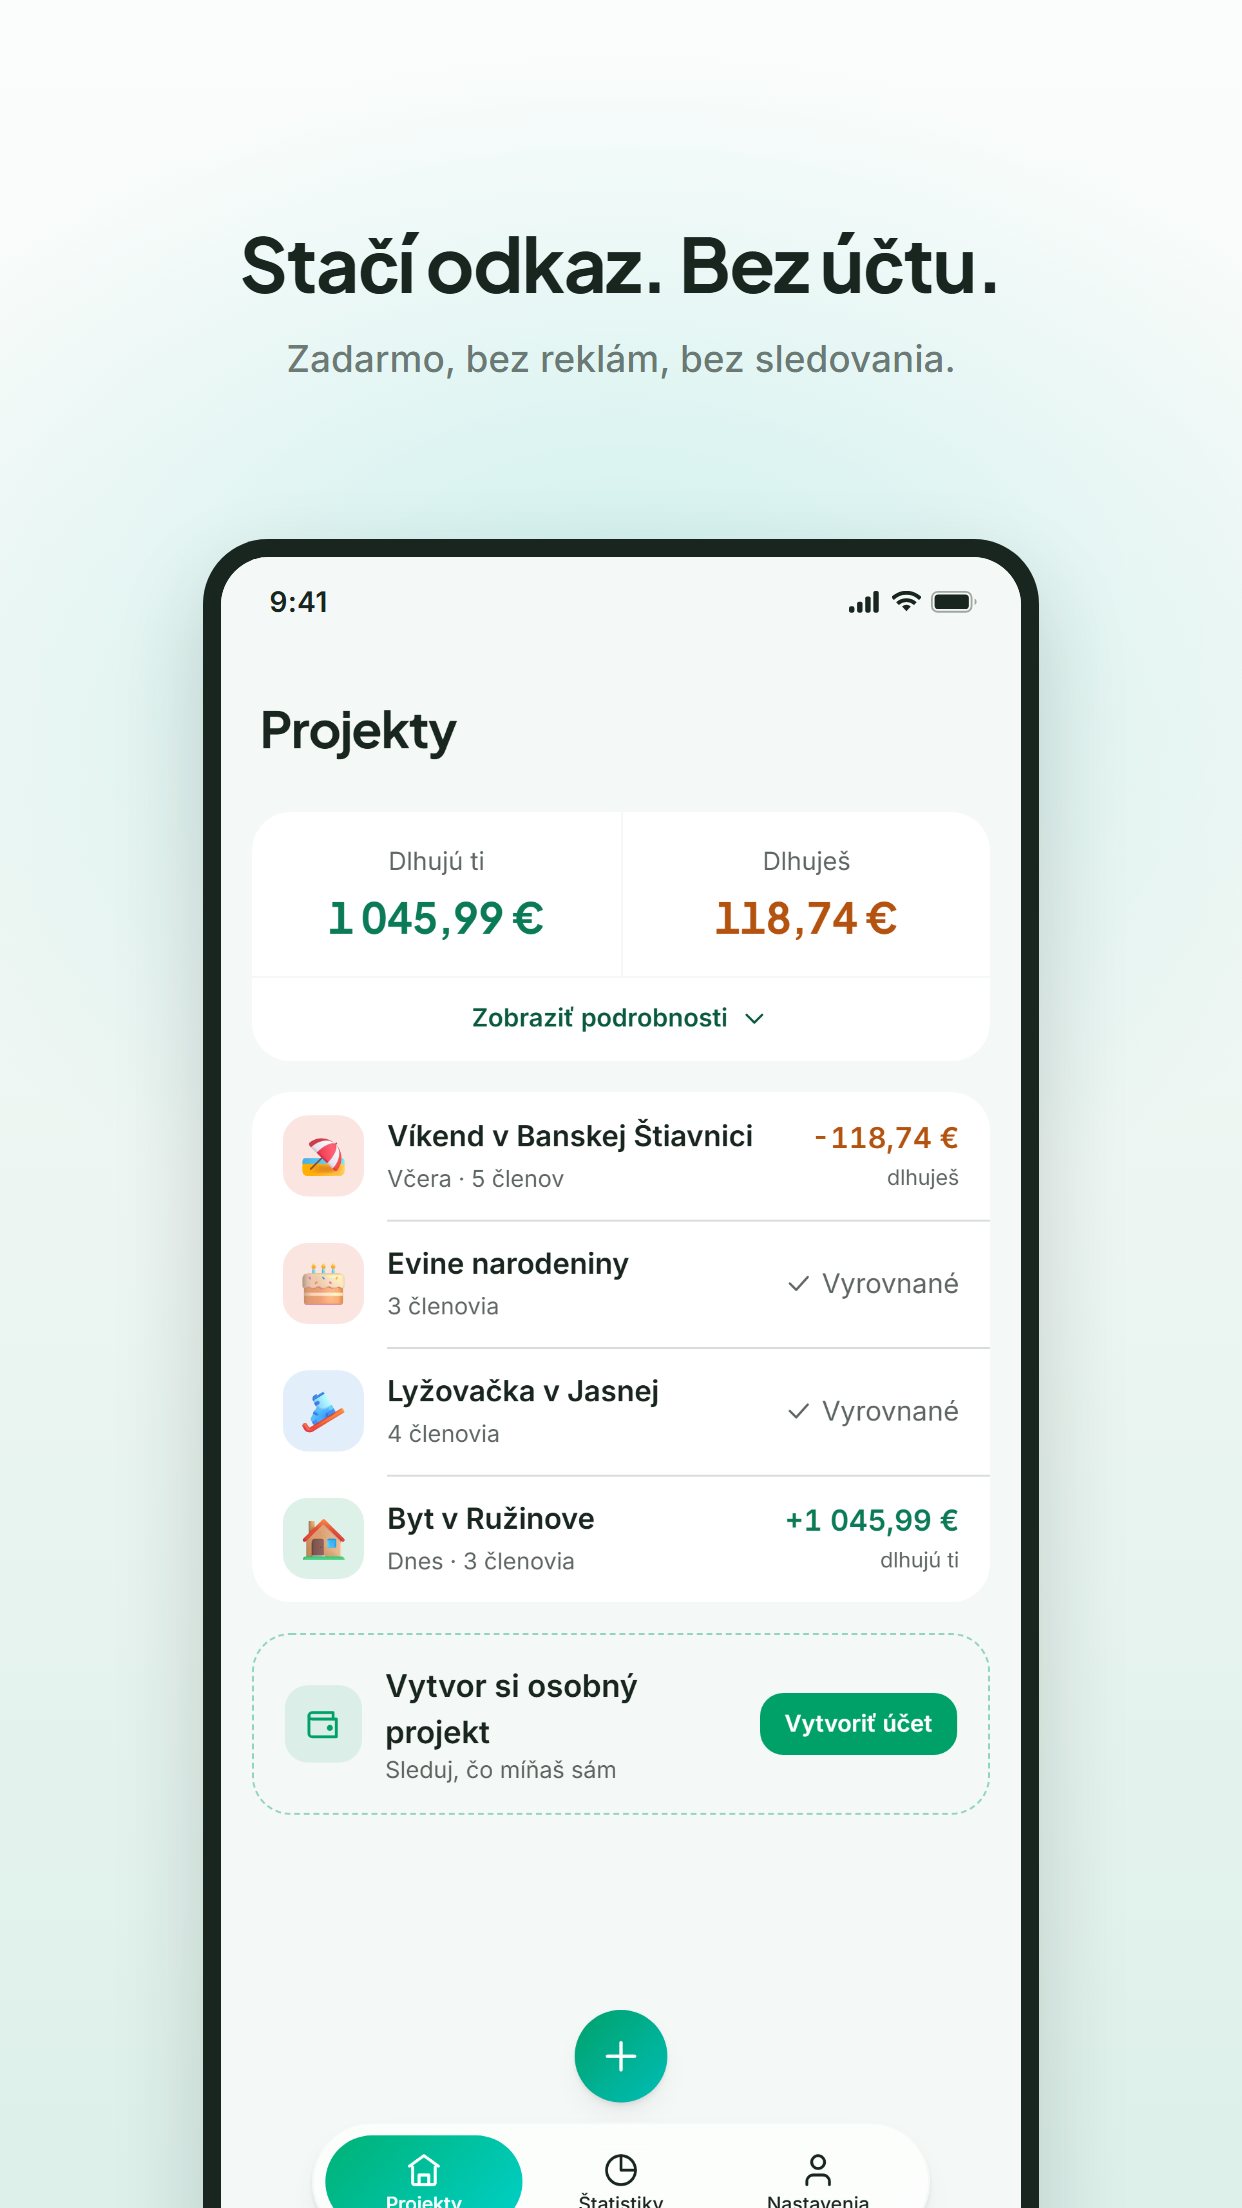 Stačí odkaz. Bez účtu.
Zadarmo, bez reklám, bez sledovania.
9:41
Projekty
Dlhujú ti
1 045,99 €
Dlhuješ
118,74 €
Zobraziť podrobnosti
Víkend v Banskej Štiavnici
Včera · 5 členov
-118,74 €
dlhuješ
Evine narodeniny
3 členovia
Vyrovnané
Lyžovačka v Jasnej
4 členovia
Vyrovnané
Byt v Ružinove
Dnes · 3 členovia
+1 045,99 €
dlhujú ti
Vytvor si osobný
projekt
Sleduj, čo míňaš sám
Vytvoriť účet
Projekty
Štatistiky
Nastavenia